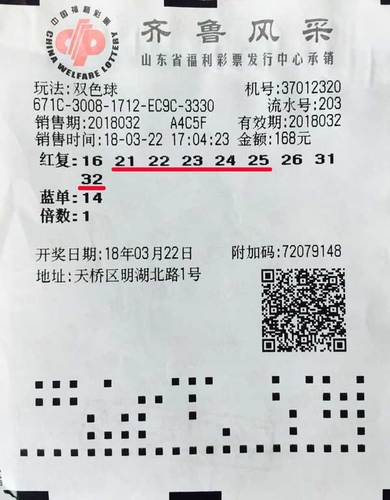 中国福利彩票
CHINA WELFARE LOTTERY
齐鲁风采
山东省福利彩票发行中心承销
玩法:双色球 机号:37012320
671C-3008-1712-EC9C-3330 流水号:203
销售期:2018032 A4C5F 有效期:2018032
销售时间:18-03-22 17:04:23 金额:168元
红复:16 21 22 23 24 25 26 31
32
蓝单:14
倍数:1
开奖日期:18年03月22日 附加码:72079148
地址:天桥区明湖北路1号